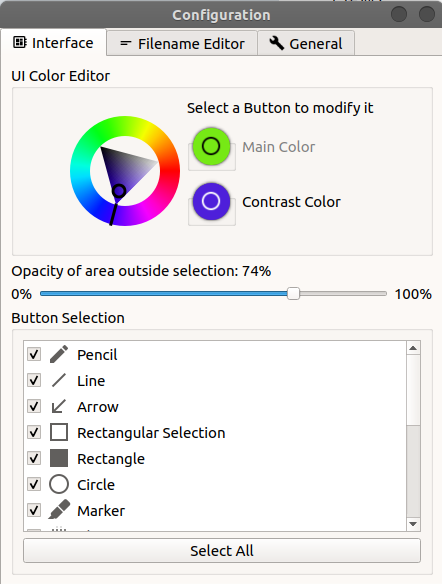 Configuration
Interface
Filename Editor
General
UI Color Editor
Select a Button to modify it
Main Color
Contrast Color
Opacity of area outside selection: 74%
0%
100%
Button Selection
Pencil
Line
Arrow
Rectangular Selection
Rectangle
Circle
Marker
Select All